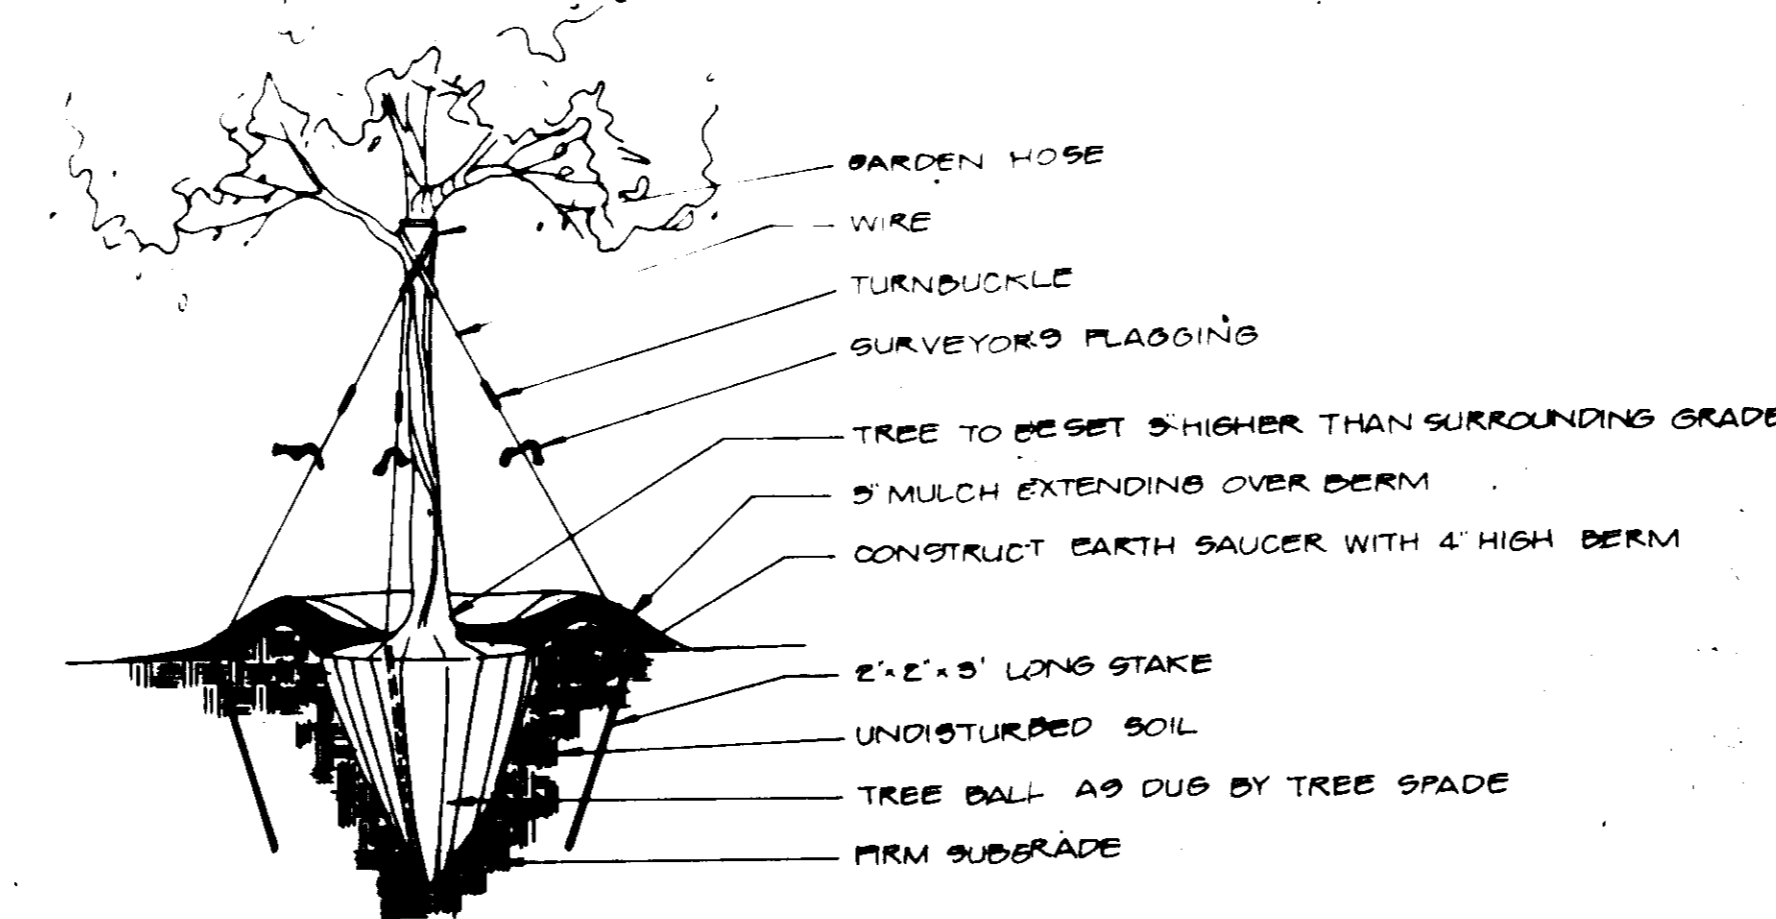 GARDEN HOSE
WIRE
TURNBUCKLE
SURVEYORS FLAGGING
TREE TO BE SET 3" HIGHER THAN SURROUNDING GRADE
3" MULCH EXTENDING OVER BERM
CONSTRUCT EARTH SAUCER WITH 4" HIGH BERM
2"x2"x3' LONG STAKE
UNDISTURBED SOIL
TREE BALL AS DUG BY TREE SPADE
FIRM SUBGRADE